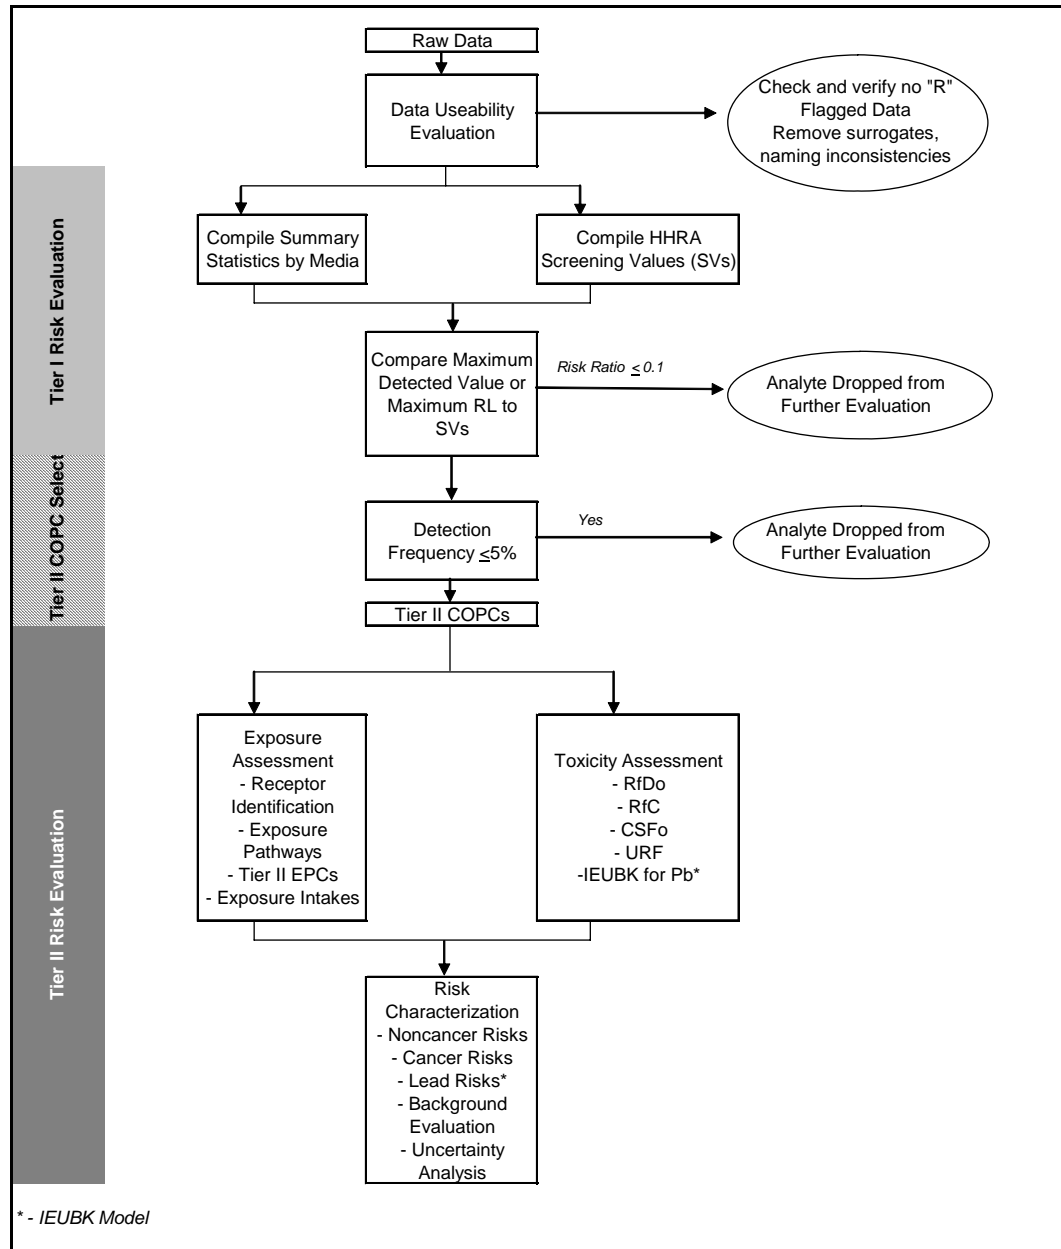 Raw Data
Data Useability
Evaluation
Check and verify no "R"
Flagged Data
Remove surrogates,
naming inconsistencies
Tier I Risk Evaluation
Compile Summary
Statistics by Media
Compile HHRA
Screening Values (SVs)
Compare Maximum
Detected Value or
Maximum RL to
SVs
Risk Ratio ≤ 0.1
Analyte Dropped from
Further Evaluation
Tier II COPC Select
Detection
Frequency ≤5%
Yes
Analyte Dropped from
Further Evaluation
Tier II COPCs
Tier II Risk Evaluation
Exposure
Assessment
- Receptor
Identification
- Exposure
Pathways
- Tier II EPCs
- Exposure Intakes
Toxicity Assessment
- RfDo
- RfC
- CSFo
- URF
-IEUBK for Pb*
Risk
Characterization
- Noncancer Risks
- Cancer Risks
- Lead Risks*
- Background
Evaluation
- Uncertainty
Analysis
* - IEUBK Model